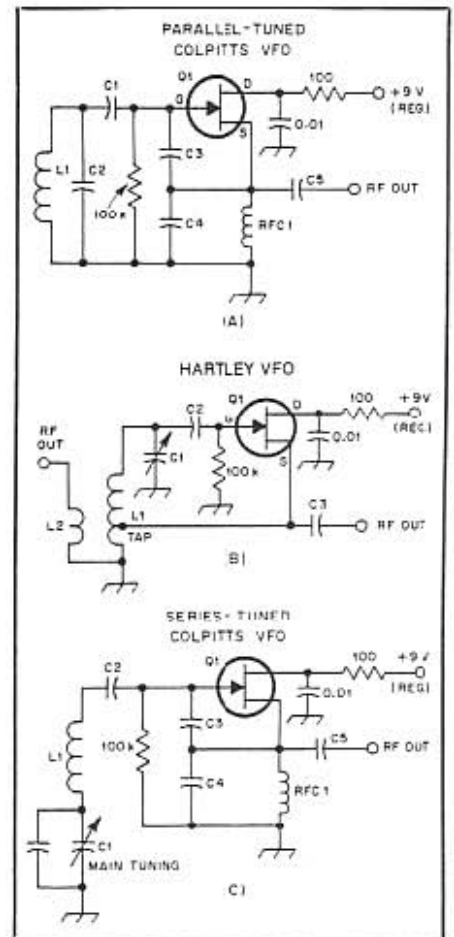 PARALLEL-TUNED
COLPITTS VFO
Q1
C1
D
100
+9 V
(REG)
G
0.01
S
L1
C2
C3
C5
RF OUT
100k
C4
RFC1
(A)
HARTLEY VFO
Q1
D
100
+9V
(REG.)
C2
G
0.01
RF
OUT
C1
100k
S
L1
C3
L2
TAP
RF OUT
B)
SERIES-TUNED
COLPITTS VFO
C2
Q1
100
+9 V
(REG)
0.01
C3
L1
100k
C5
RF OUT
C4
RFC1
C1
MAIN TUNING
C)